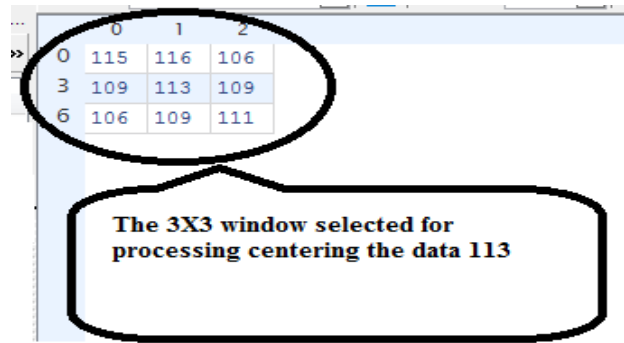 ...
»
0 1 2
0 115 116 106
3 109 113 109
6 106 109 111
The 3X3 window selected for
processing centering the data 113